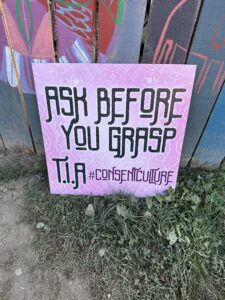 ASK BEFORE
YOU GRASP
T.I.A #CONSENTCULTURE